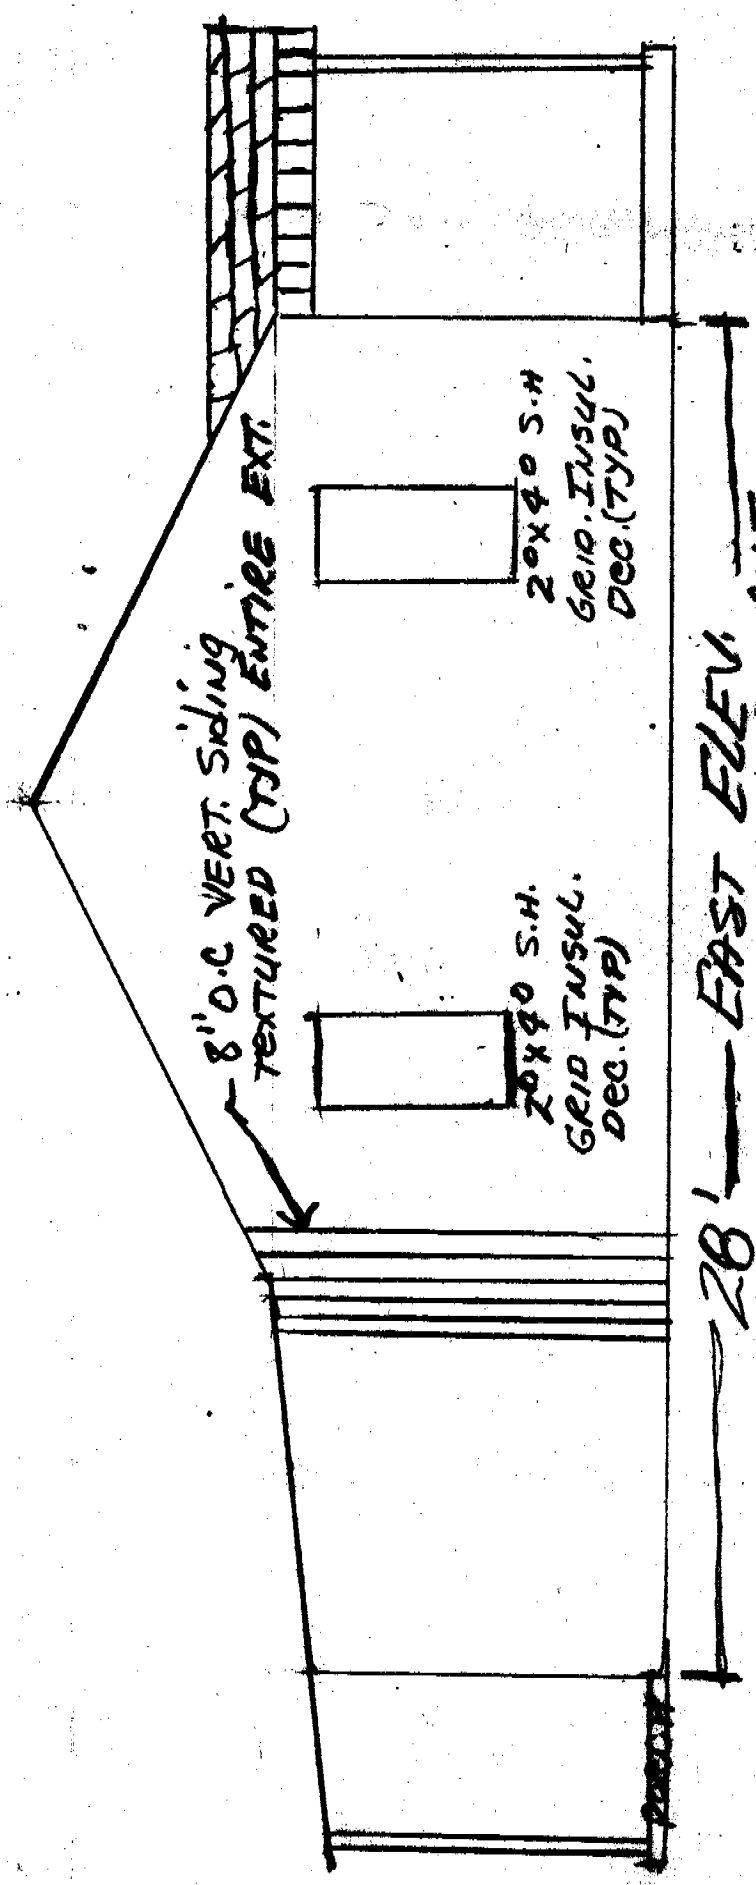 8" O.C VERT. Siding
TEXTURED (TYP) ENTIRE EXT.
2⁰x4⁰ S.H.
GRID INSUL.
DEC. (TYP)
2⁰x4⁰ S.H
GRID. INSUL.
DEC. (TYP)
PORCH
28' EAST ELEV.